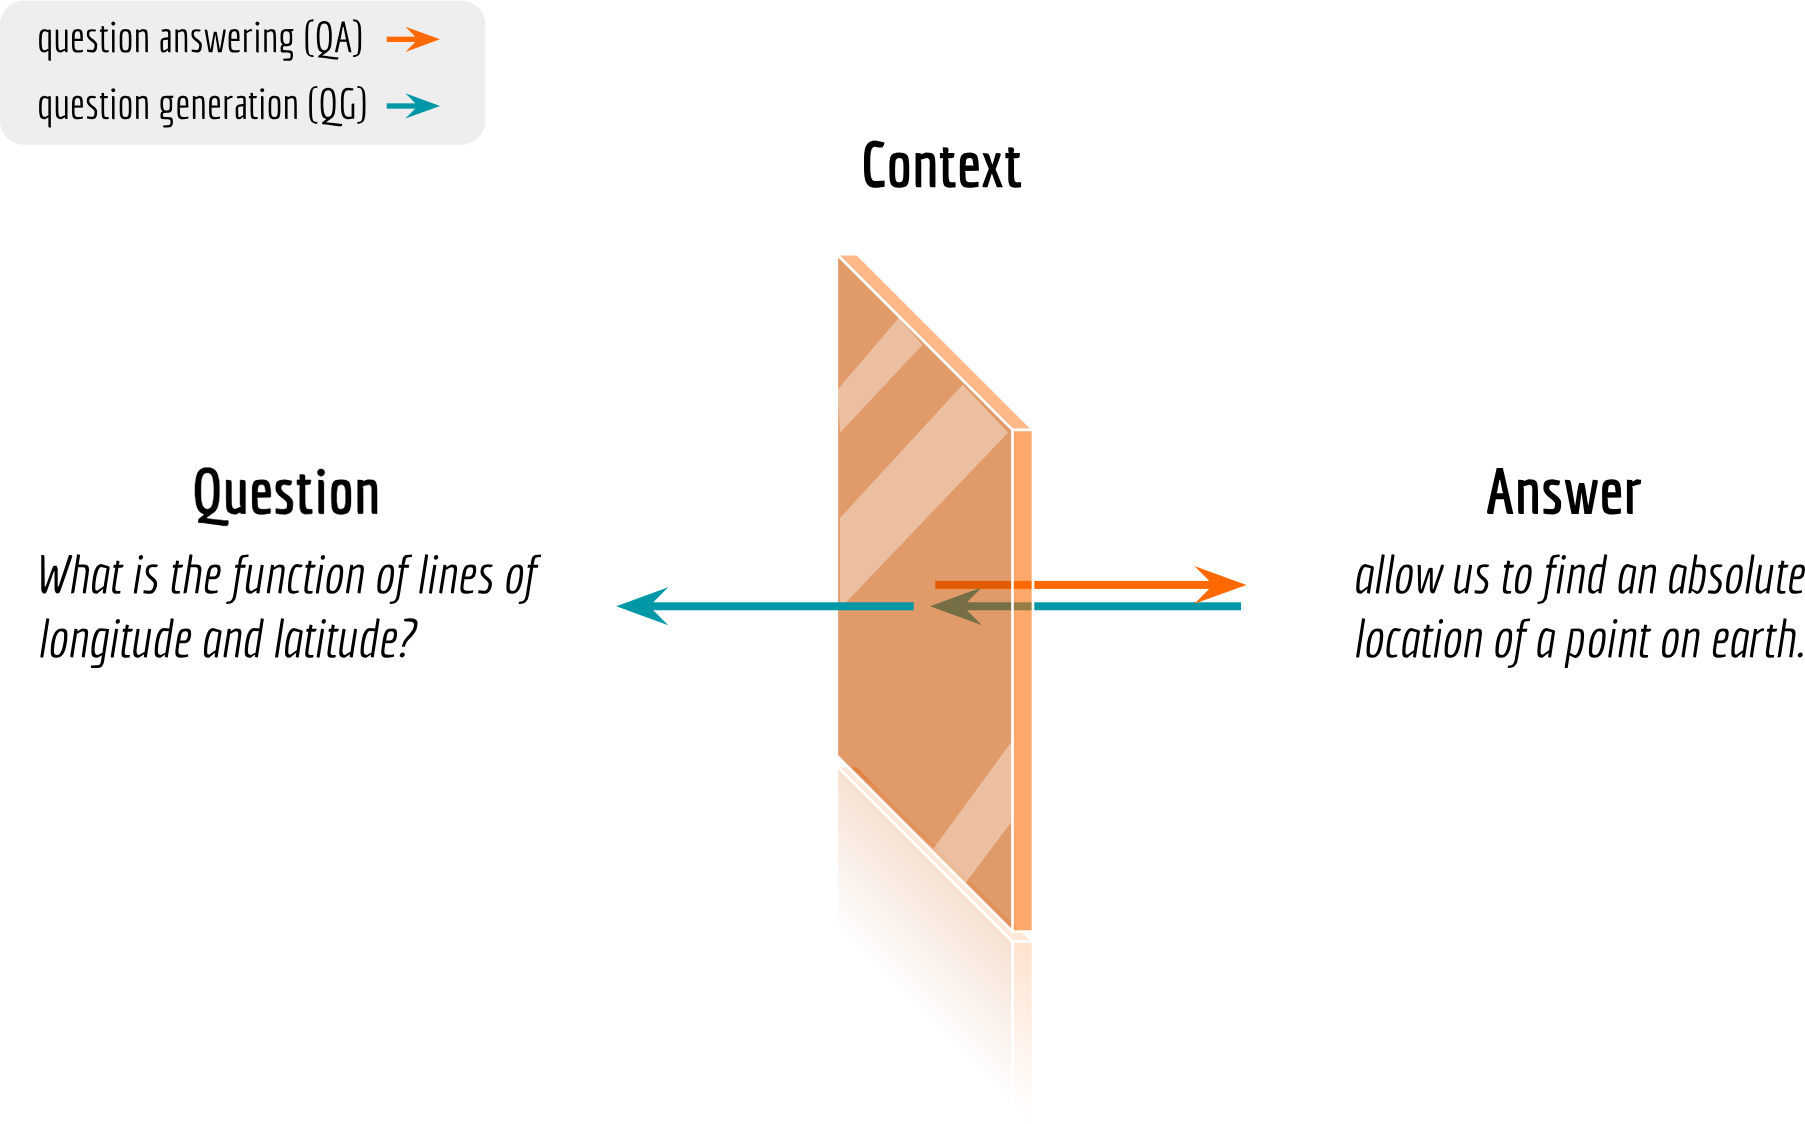 question answering (QA)
question generation (QG)
Context
Question
What is the function of lines of
longitude and latitude?
Answer
allow us to find an absolute
location of a point on earth.